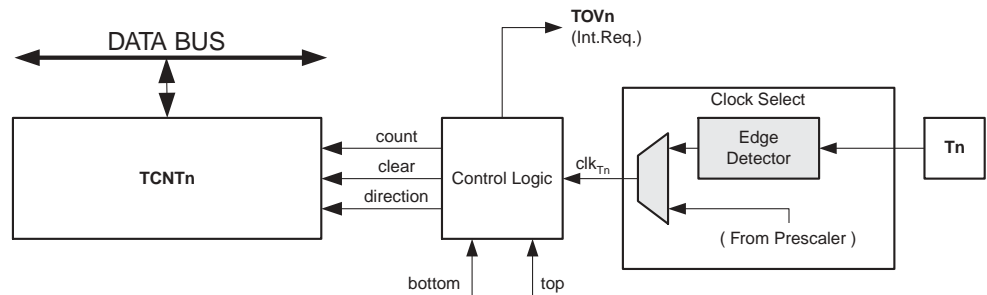 TOVn
(Int.Req.)
DATA BUS
Clock Select
count
Edge
Detector
Tn
TCNTn
clear
Control Logic
clkTn
direction
( From Prescaler )
bottom
top